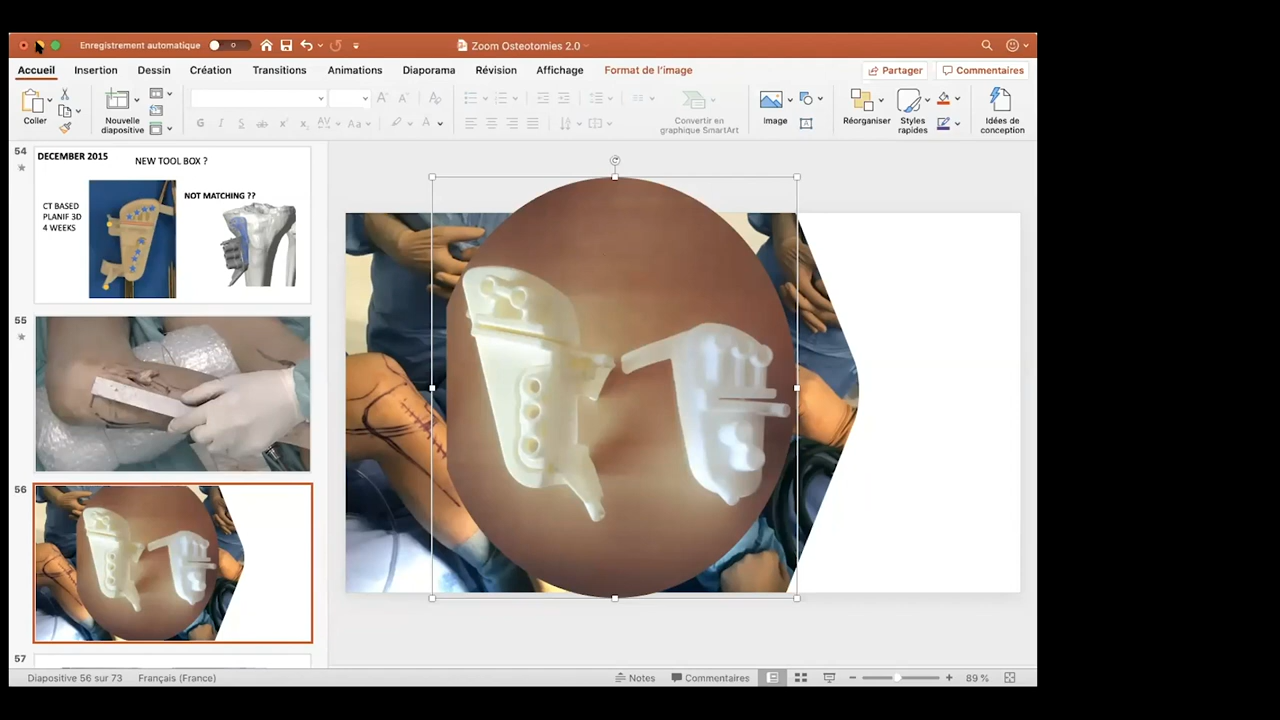 Enregistrement automatique
Zoom Osteotomies 2.0
Accueil Insertion Dessin Création Transitions Animations Diaporama Révision Affichage Format de l'image Partager Commentaires
Coller
Nouvelle
diapositive
G I S ab x x AV Aa A
Convertir en
graphique SmartArt
Image
Réorganiser
Styles
rapides
Idées de
conception
54
DECEMBER 2015
NEW TOOL BOX ?
NOT MATCHING ??
CT BASED
PLANIF 3D
4 WEEKS
55
56
57
Diapositive 56 sur 73 Français (France) Notes Commentaires 89 %